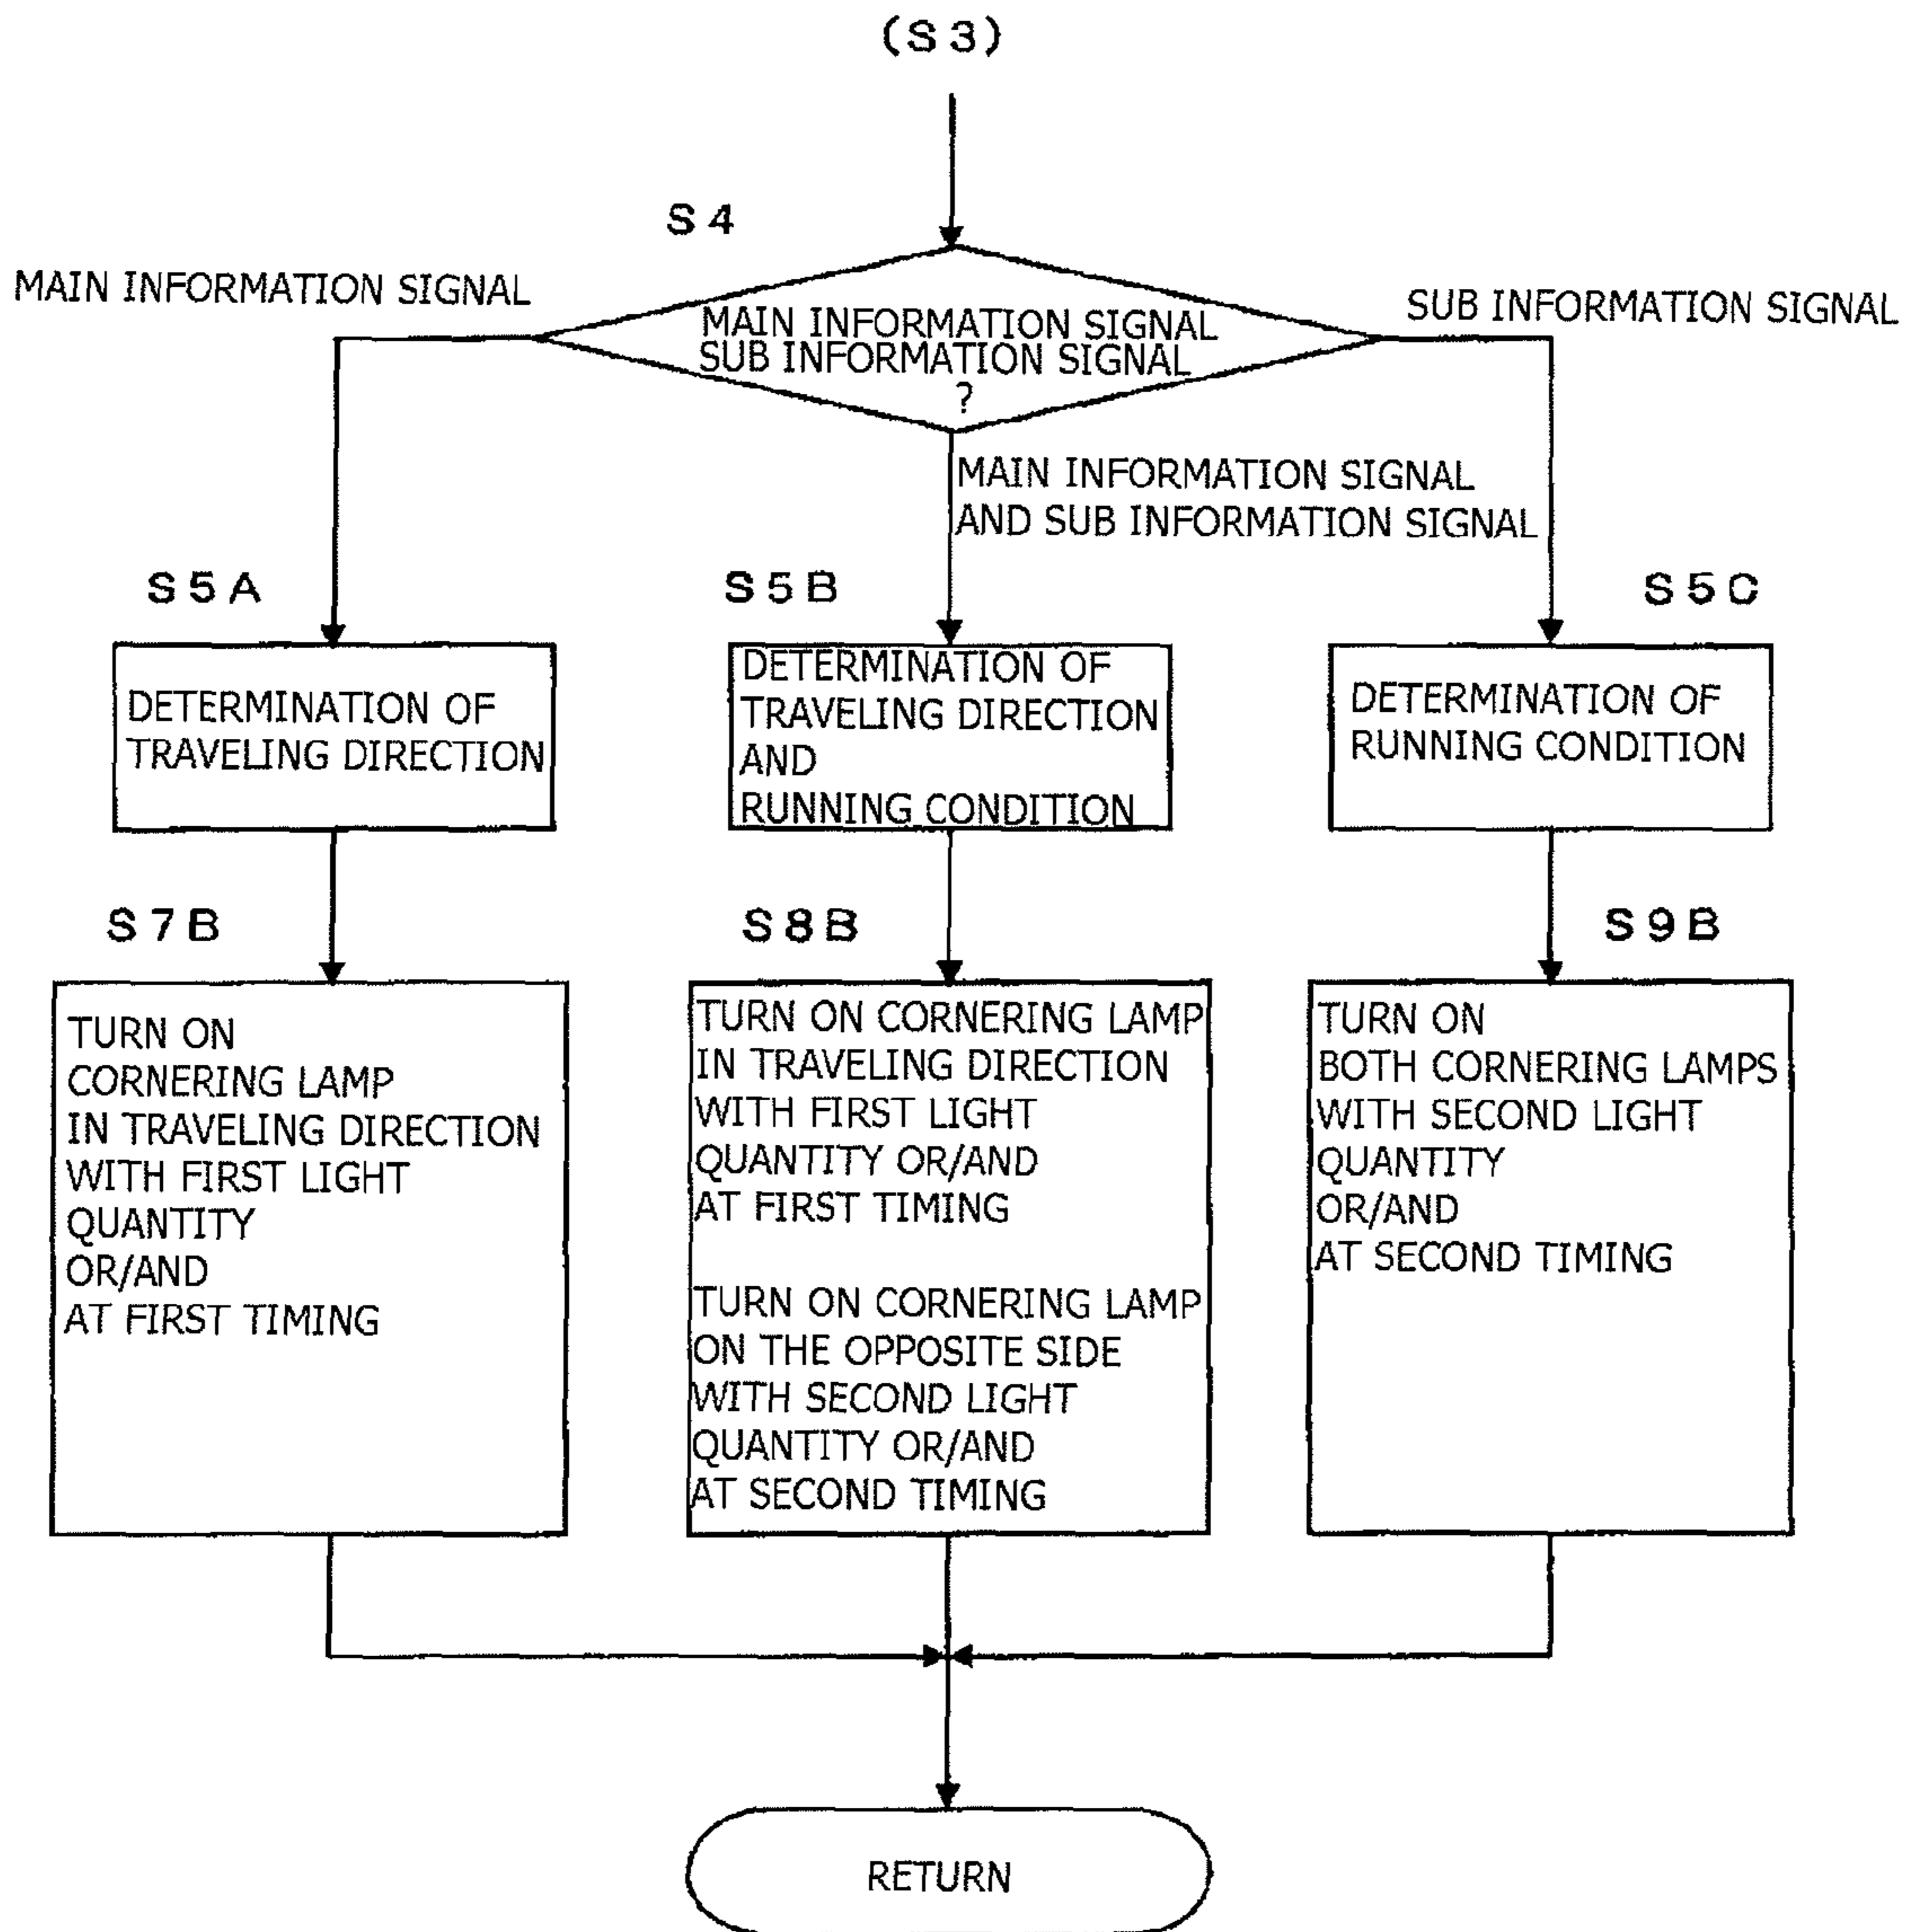 (S3)
S4
MAIN INFORMATION SIGNAL
MAIN INFORMATION SIGNAL
SUB INFORMATION SIGNAL
?
SUB INFORMATION SIGNAL
MAIN INFORMATION SIGNAL
AND SUB INFORMATION SIGNAL
S5A
DETERMINATION OF
TRAVELING DIRECTION
S5B
DETERMINATION OF
TRAVELING DIRECTION
AND
RUNNING CONDITION
S5C
DETERMINATION OF
RUNNING CONDITION
S7B
TURN ON
CORNERING LAMP
IN TRAVELING DIRECTION
WITH FIRST LIGHT
QUANTITY
OR/AND
AT FIRST TIMING
S8B
TURN ON CORNERING LAMP
IN TRAVELING DIRECTION
WITH FIRST LIGHT
QUANTITY OR/AND
AT FIRST TIMING
TURN ON CORNERING LAMP
ON THE OPPOSITE SIDE
WITH SECOND LIGHT
QUANTITY OR/AND
AT SECOND TIMING
S9B
TURN ON
BOTH CORNERING LAMPS
WITH SECOND LIGHT
QUANTITY
OR/AND
AT SECOND TIMING
RETURN